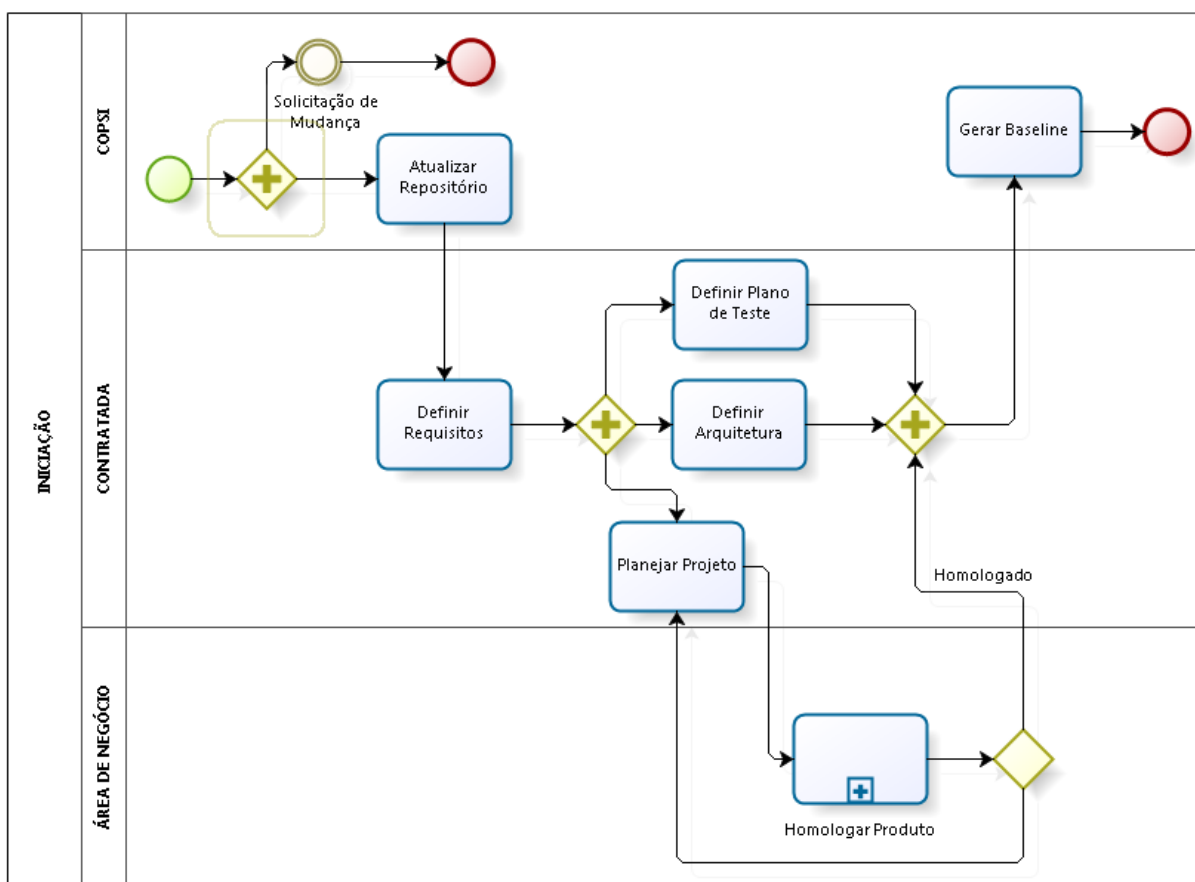 INICIAÇÃO
COPSI
Solicitação de
Mudança
Atualizar
Repositório
Gerar Baseline
CONTRATADA
Definir Plano
de Teste
Definir
Requisitos
Definir
Arquitetura
Planejar Projeto
Homologado
ÁREA DE NEGÓCIO
Homologar Produto